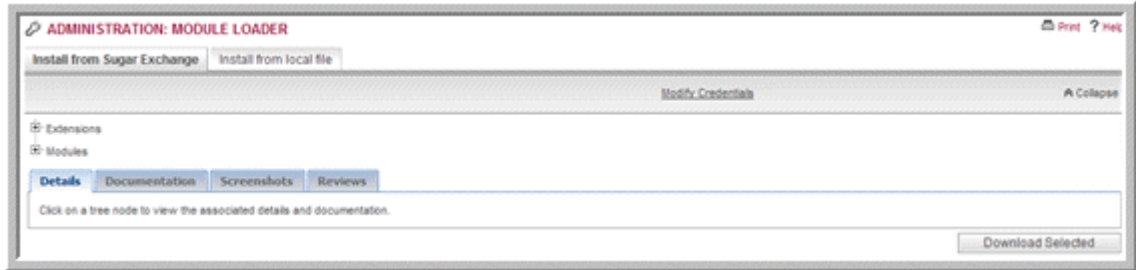 ADMINISTRATION: MODULE LOADER Print ? Help
Install from Sugar Exchange Install from local file
Modify Credentials Collapse
Extensions
Modules
Details Documentation Screenshots Reviews
Click on a tree node to view the associated details and documentation.
Download Selected